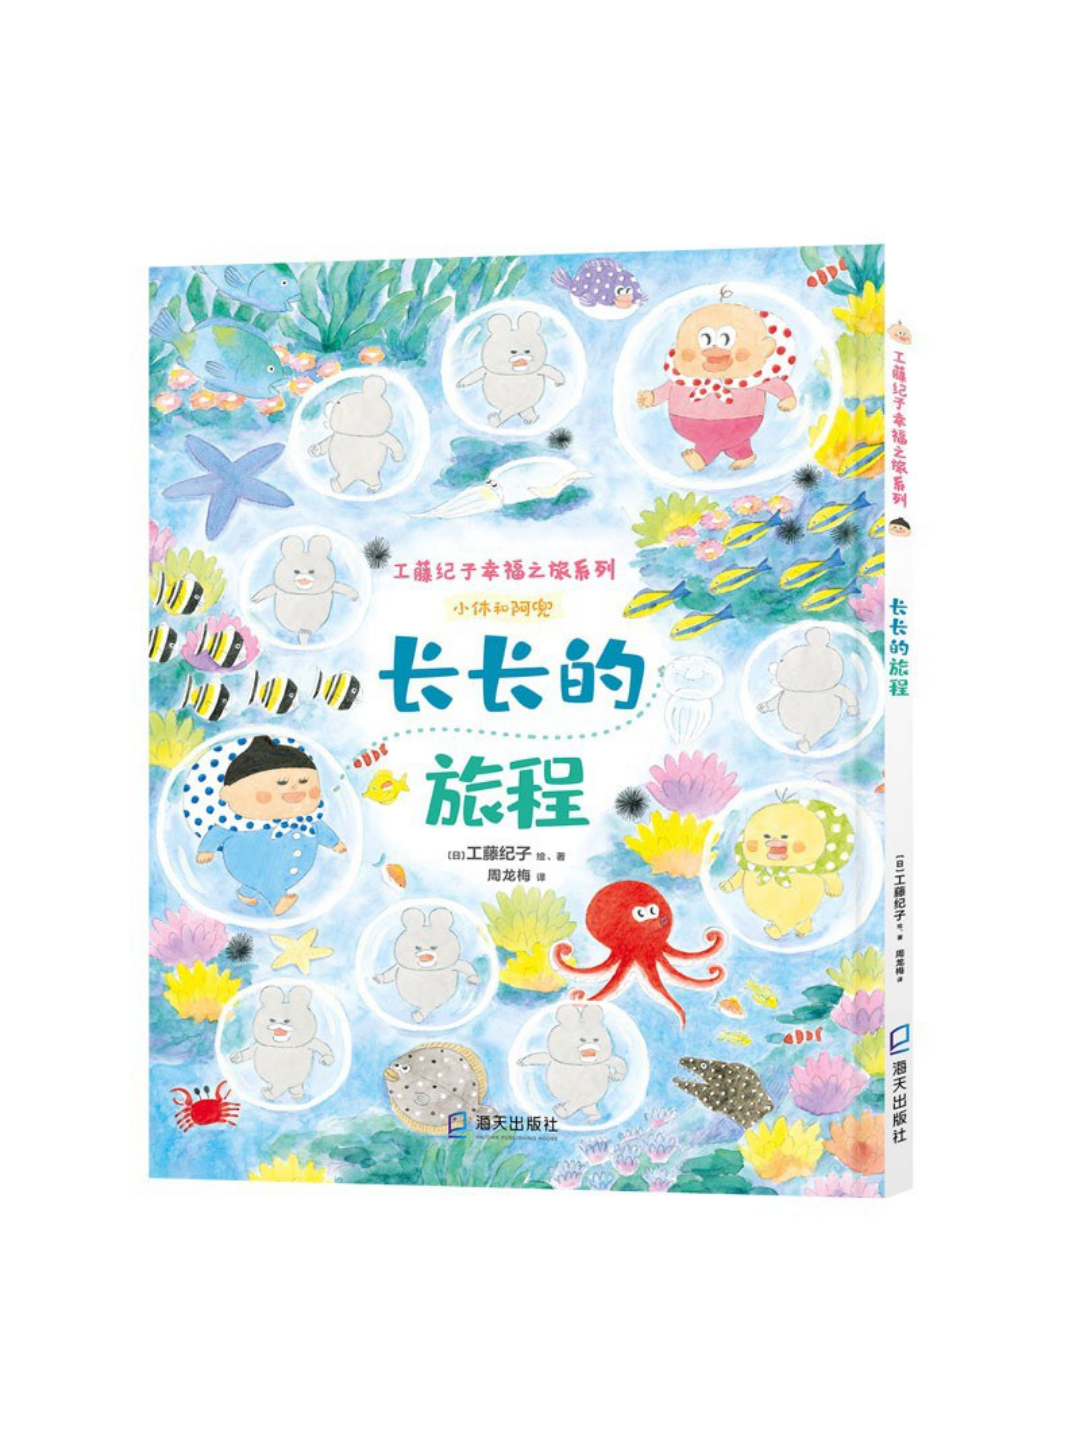 工藤纪子幸福之旅系列
小休和阿兜
长长的
旅程
（日）工藤纪子 绘、著
周龙梅 译
海天出版社
HAITIAN PUBLISHING HOUSE
工藤纪子幸福之旅系列
长长的旅程
（日）工藤纪子 绘、著
周龙梅 译
海天出版社